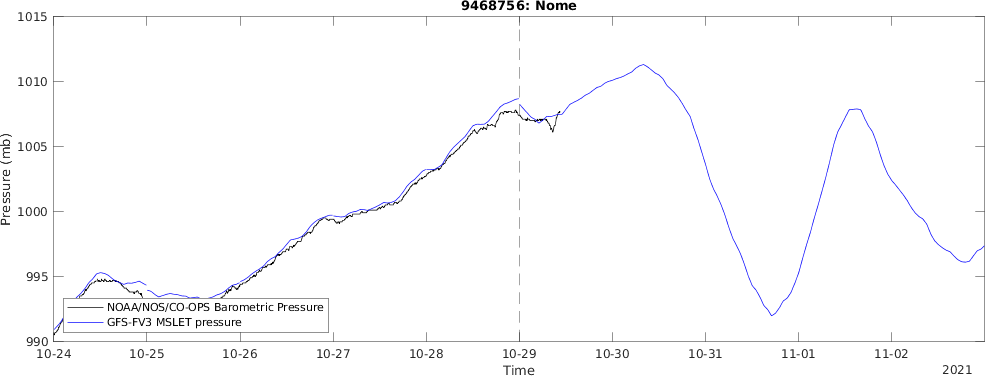 9468756: Nome
1015
1010
1005
1000
995
990
Pressure (mb)
NOAA/NOS/CO-OPS Barometric Pressure
GFS-FV3 MSLET pressure
10-24 10-25 10-26 10-27 10-28 10-29 10-30 10-31 11-01 11-02
Time
2021